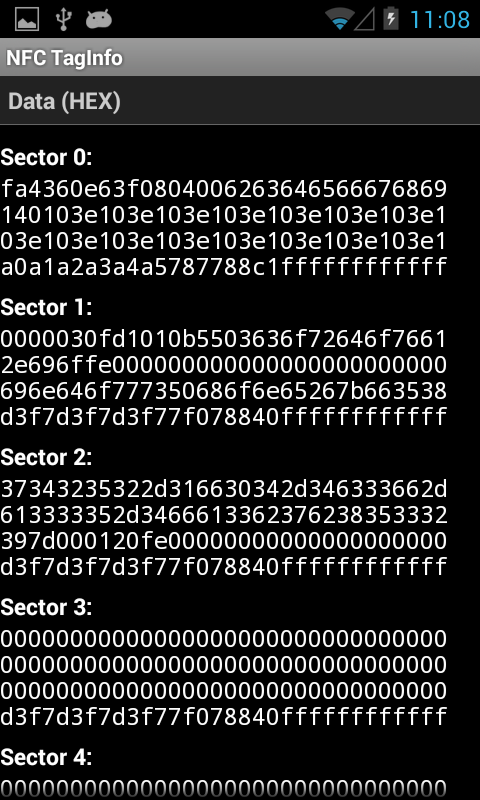 11:08
NFC TagInfo
Data (HEX)
Sector 0:
fa4360e63f0804006263646566676869
140103e103e103e103e103e103e103e1
03e103e103e103e103e103e103e103e1
a0a1a2a3a4a5787788c1ffffffffffff
Sector 1:
0000030fd1010b5503636f72646f7661
2e696ffe000000000000000000000000
696e646f777350686f6e65267b663538
d3f7d3f7d3f77f078840ffffffffffff
Sector 2:
37343235322d316630342d346333662d
613333352d3466613362376238353332
397d000120fe00000000000000000000
d3f7d3f7d3f77f078840ffffffffffff
Sector 3:
00000000000000000000000000000000
00000000000000000000000000000000
00000000000000000000000000000000
d3f7d3f7d3f77f078840ffffffffffff
Sector 4:
00000000000000000000000000000000